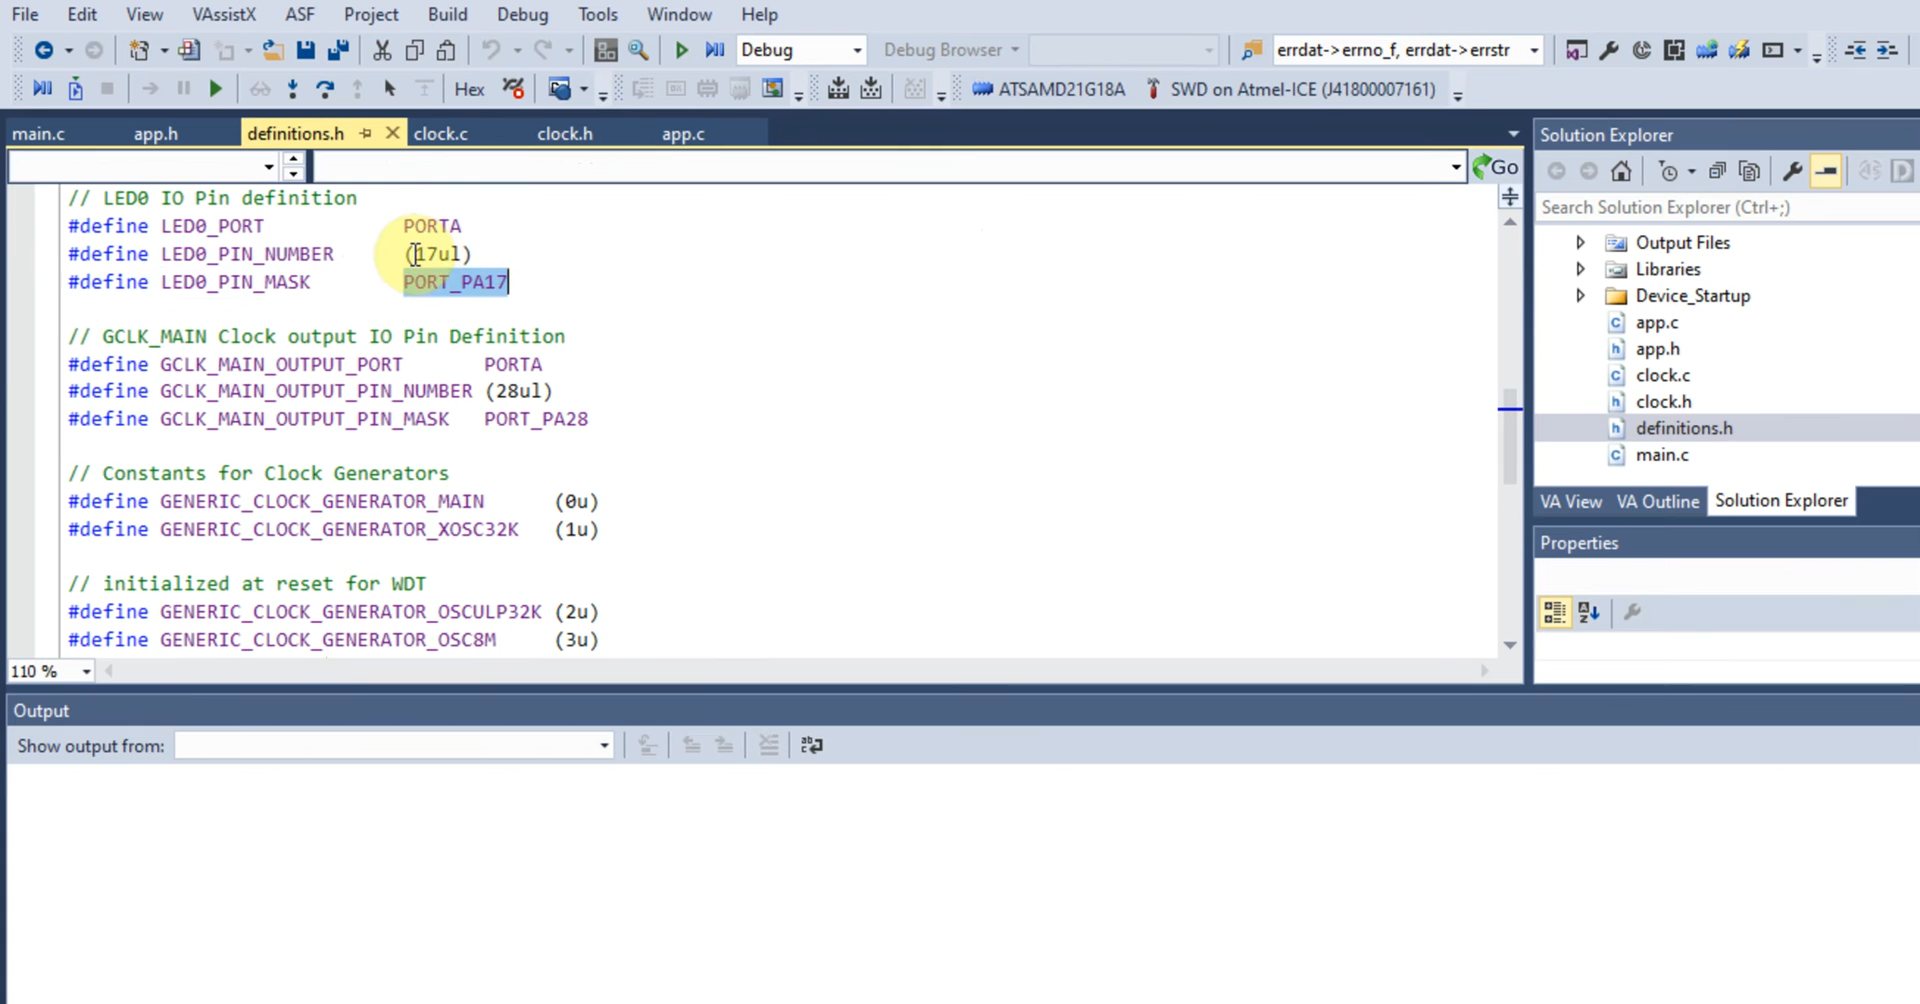 File Edit View VAssistX ASF Project Build Debug Tools Window Help
Debug Debug Browser errdat->errno_f, errdat->errstr
Hex ATSAMD21G18A SWD on Atmel-ICE (J41800007161)
main.c app.h definitions.h clock.c clock.h app.c
Go
// LED0 IO Pin definition
#define LED0_PORT PORTA
#define LED0_PIN_NUMBER (17ul)
#define LED0_PIN_MASK PORT_PA17
// GCLK_MAIN Clock output IO Pin Definition
#define GCLK_MAIN_OUTPUT_PORT PORTA
#define GCLK_MAIN_OUTPUT_PIN_NUMBER (28ul)
#define GCLK_MAIN_OUTPUT_PIN_MASK PORT_PA28
// Constants for Clock Generators
#define GENERIC_CLOCK_GENERATOR_MAIN (0u)
#define GENERIC_CLOCK_GENERATOR_XOSC32K (1u)
// initialized at reset for WDT
#define GENERIC_CLOCK_GENERATOR_OSCULP32K (2u)
#define GENERIC_CLOCK_GENERATOR_OSC8M (3u)
110 %
Solution Explorer
Search Solution Explorer (Ctrl+;)
Output Files
Libraries
Device_Startup
app.c
app.h
clock.c
clock.h
definitions.h
main.c
VA View VA Outline Solution Explorer
Properties
Output
Show output from: